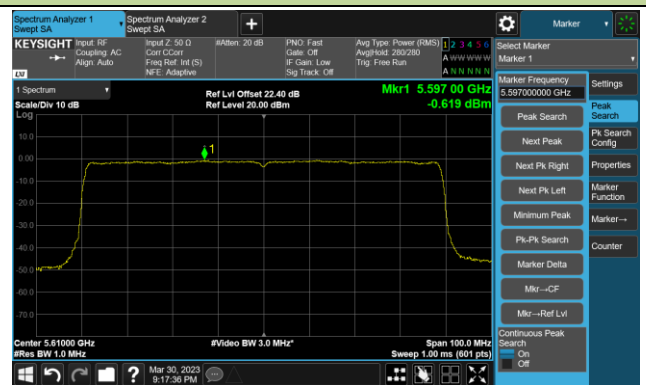 Spectrum Analyzer 1
Swept SA
Spectrum Analyzer 2
Swept SA
+
Marker
KEYSIGHT
Input: RF
Coupling: AC
Align: Auto
Input Z: 50 Ω
Corr CCorr
Freq Ref: Int (S)
NFE: Adaptive
#Atten: 20 dB
PNO: Fast
Gate: Off
IF Gain: Low
Sig Track: Off
Avg Type: Power (RMS)
Avg|Hold: 280/280
Trig: Free Run
1 2 3 4 5 6
A W W W W W
A N N N N N
Select Marker
Marker 1
LXI
1 Spectrum
Scale/Div 10 dB
Log
Ref Lvl Offset 22.40 dB
Ref Level 20.00 dBm
Mkr1 5.597 00 GHz
-0.619 dBm
10.0
0.00
-10.0
-20.0
-30.0
-40.0
-50.0
-60.0
-70.0
1
Center 5.61000 GHz
#Res BW 1.0 MHz
#Video BW 3.0 MHz*
Span 100.0 MHz
Sweep 1.00 ms (601 pts)
Marker Frequency
5.597000000 GHz
Peak Search
Next Peak
Next Pk Right
Next Pk Left
Minimum Peak
Pk-Pk Search
Marker Delta
Mkr→CF
Mkr→Ref Lvl
Continuous Peak
Search
On
Off
Settings
Peak
Search
Pk Search
Config
Properties
Marker
Function
Marker→
Counter
?
Mar 30, 2023
9:17:36 PM